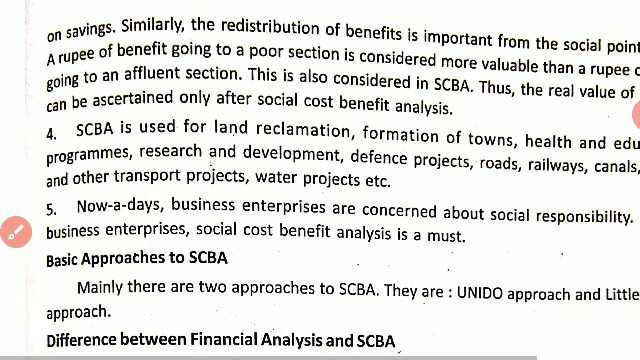 on savings. Similarly, the redistribution of benefits is important from the social point
A rupee of benefit going to a poor section is considered more valuable than a rupee
going to an affluent section. This is also considered in SCBA. Thus, the real value of
can be ascertained only after social cost benefit analysis.
4. SCBA is used for land reclamation, formation of towns, health and edu
programmes, research and development, defence projects, roads, railways, canals,
and other transport projects, water projects etc.
5. Now-a-days, business enterprises are concerned about social responsibility.
business enterprises, social cost benefit analysis is a must.
Basic Approaches to SCBA
Mainly there are two approaches to SCBA. They are : UNIDO approach and Little
approach.
Difference between Financial Analysis and SCBA